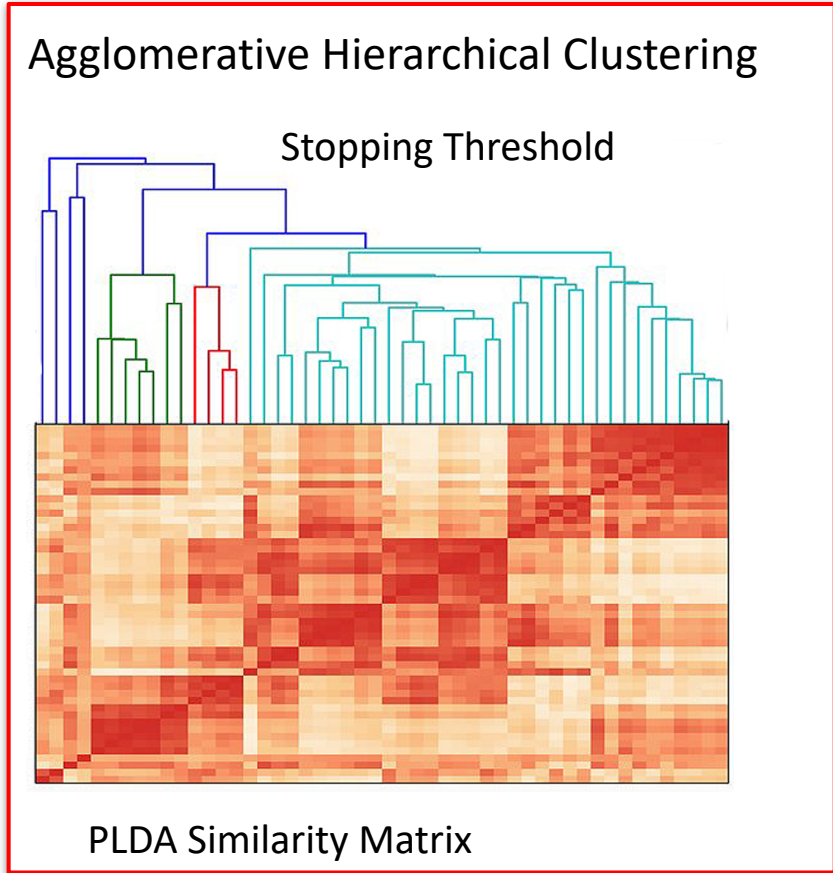 Agglomerative Hierarchical Clustering
Stopping Threshold
PLDA Similarity Matrix